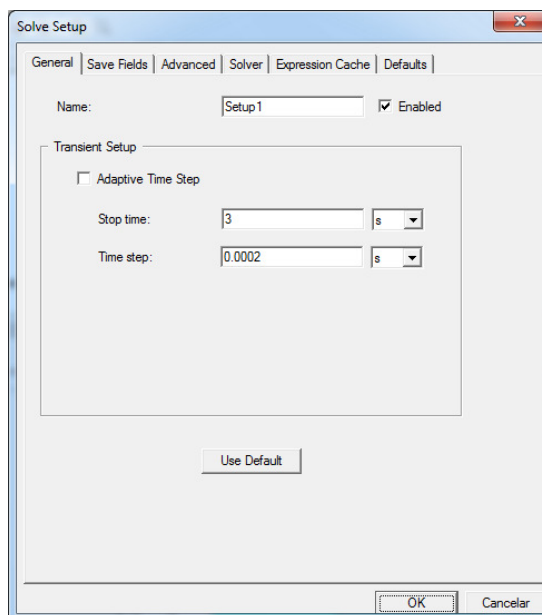 Solve Setup
General Save Fields Advanced Solver Expression Cache Defaults
Name: Setup1 Enabled
Transient Setup
Adaptive Time Step
Stop time: 3 s
Time step: 0.0002 s
Use Default
OK Cancelar